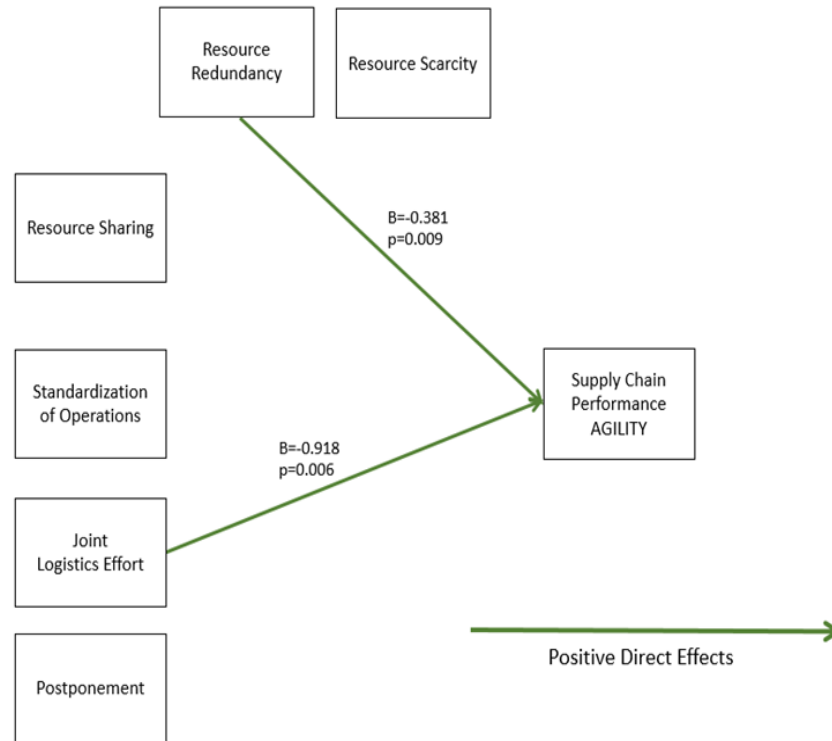 Resource
Redundancy
Resource Scarcity
Resource Sharing
B=-0.381
p=0.009
Standardization
of Operations
Supply Chain
Performance
AGILITY
B=-0.918
p=0.006
Joint
Logistics Effort
Positive Direct Effects
Postponement